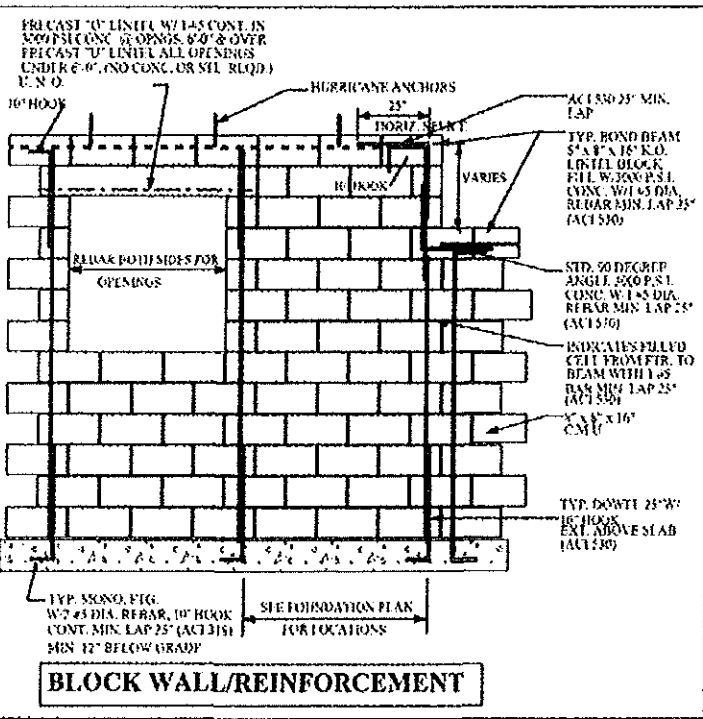 PRECAST "U" LINTEL W/ 1-#5 CONT. IN
3000 PSI CONC. @ OPNGS. 6'-0" & OVER
PRECAST "U" LINTEL ALL OPENINGS
UNDER 6'-0". (NO CONC. OR STL. REQD.)
U. N. O.
10" HOOK
HURRICANE ANCHORS
25"
HORIZ.
10" HOOK
ACI 530 25" MIN.
LAP
TYP. BOND BEAM
8" x 16" K.O.
LINTEL BLOCK
FILL W/3000 P.S.I.
CONC. W/1 #5 DIA.
REBAR MIN. LAP 25"
(ACI 530)
VARIES
REBAR BOTH SIDES FOR
OPENINGS
STD. 90 DEGREE
ANGLE 3000 P.S.I.
CONC. W-1 #5 DIA.
REBAR MIN. LAP 25"
(ACI 530)
INDICATES FILLED
CELL FROM FTR. TO
BEAM WITH 1 #5
BAR MIN. LAP 25"
(ACI 530)
8" x 8" x 16"
CMU
TYP. DOWEL 25" W/
10" HOOK
EXT. ABOVE SLAB
(ACI 530)
TYP. MONO. FTG.
W-2 #5 DIA. REBAR, 10" HOOK
CONT. MIN. LAP 25" (ACI 318)
MIN. 12" BELOW GRADE
SEE FOUNDATION PLAN
FOR LOCATIONS
BLOCK WALL/REINFORCEMENT